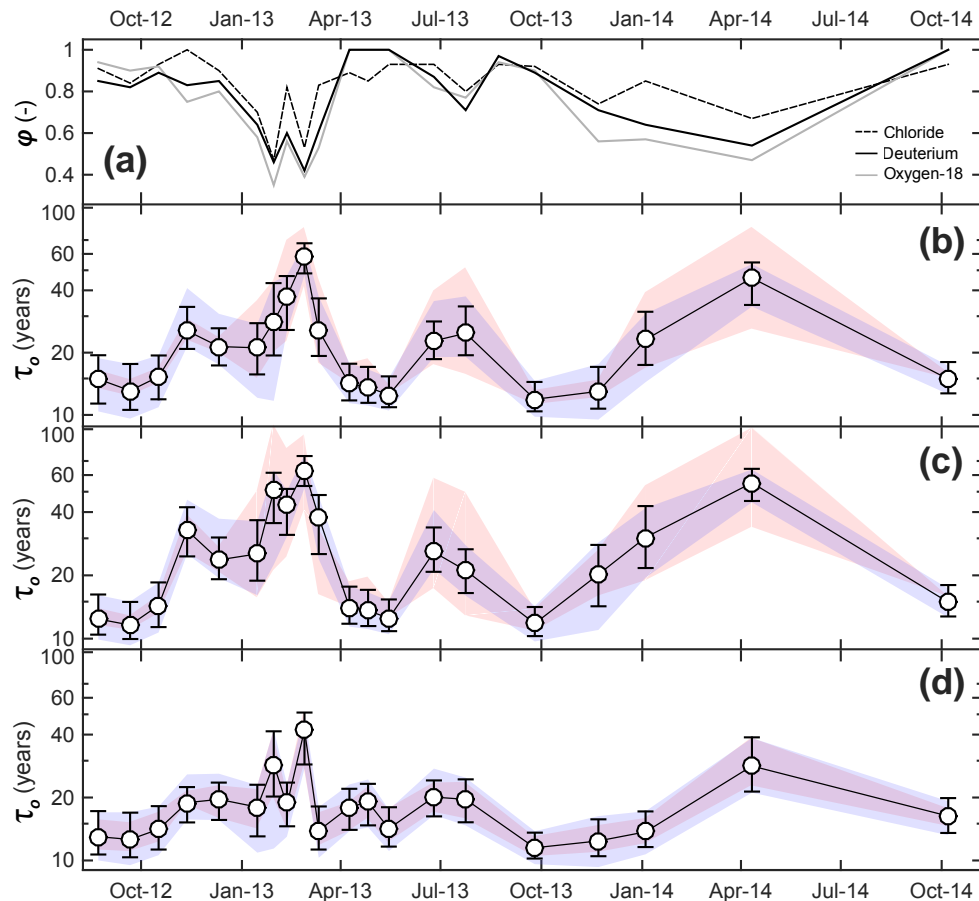 Oct-12 Jan-13 Apr-13 Jul-13 Oct-13 Jan-14 Apr-14 Jul-14 Oct-14
1
0.8
0.6
0.4
φ (-)
(a)
Chloride
Deuterium
Oxygen-18
100
60
40
20
10
τo (years)
(b)
100
60
40
20
10
τo (years)
(c)
100
60
40
20
10
τo (years)
(d)
Oct-12 Jan-13 Apr-13 Jul-13 Oct-13 Jan-14 Apr-14 Jul-14 Oct-14